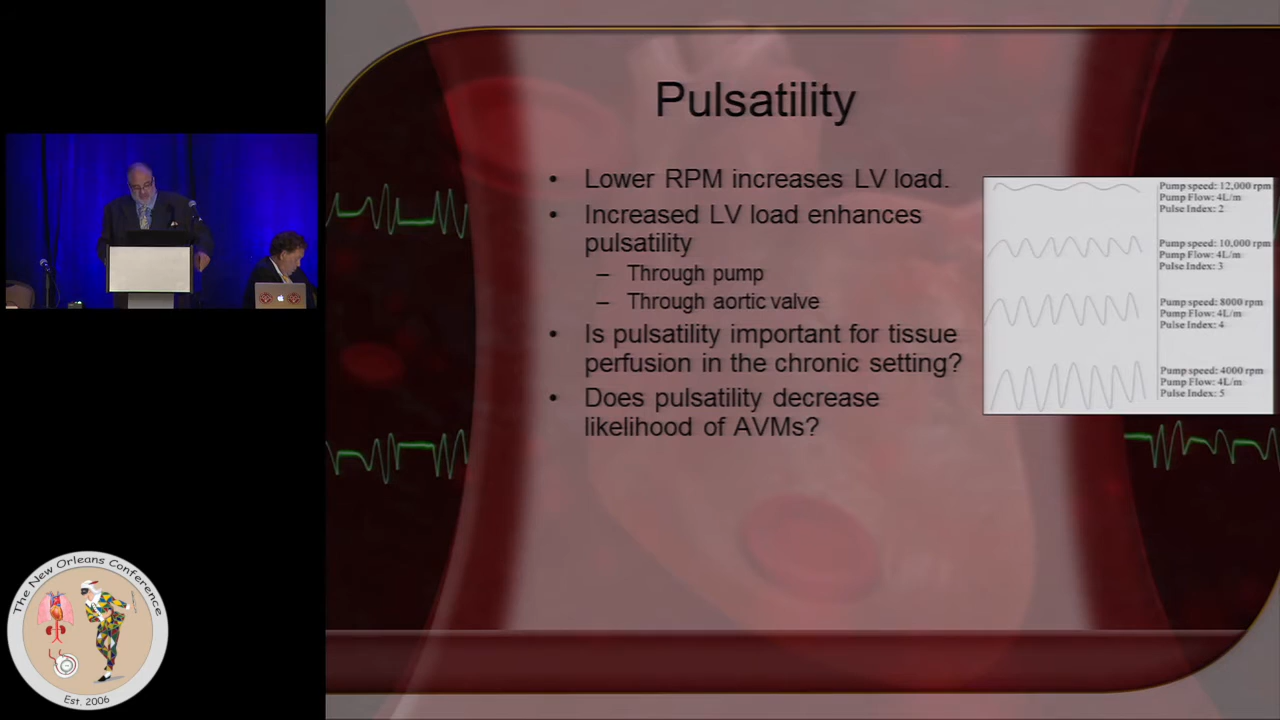 Pulsatility
• Lower RPM increases LV load.
• Increased LV load enhances
pulsatility
– Through pump
– Through aortic valve
• Is pulsatility important for tissue
perfusion in the chronic setting?
• Does pulsatility decrease
likelihood of AVMs?
Pump speed: 12,000 rpm
Pump Flow: 4L/m
Pulse Index: 2
Pump speed: 10,000 rpm
Pump Flow: 4L/m
Pulse Index: 3
Pump speed: 8000 rpm
Pump Flow: 4L/m
Pulse Index: 4
Pump speed: 4000 rpm
Pump Flow: 4L/m
Pulse Index: 5
The New Orleans Conference
Est. 2006